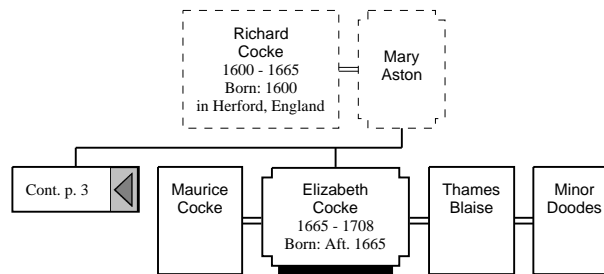 Richard
Cocke
1600 - 1665
Born: 1600
in Herford, England
Mary
Aston
Cont. p. 3
Maurice
Cocke
Elizabeth
Cocke
1665 - 1708
Born: Aft. 1665
Thames
Blaise
Minor
Doodes